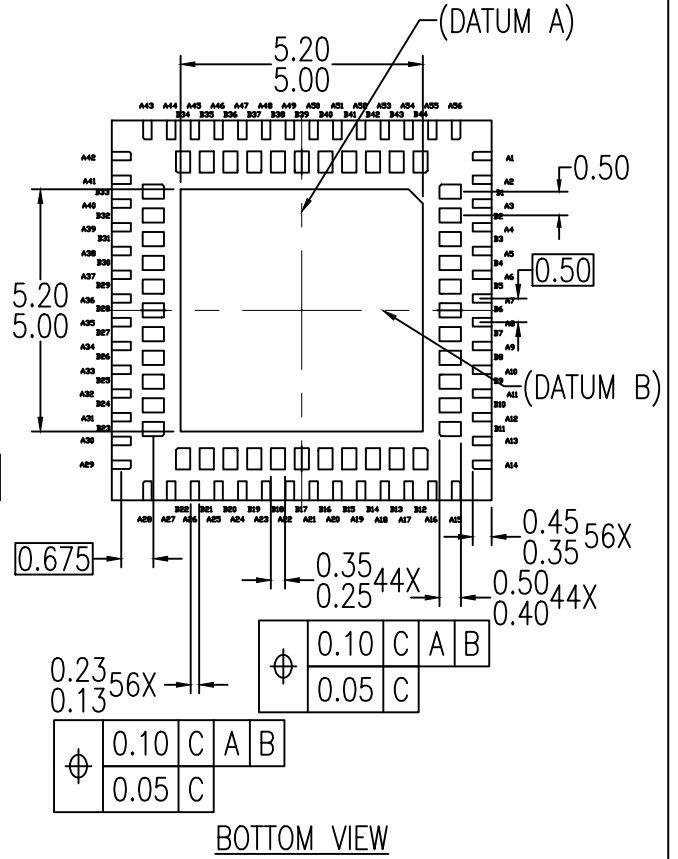 (DATUM A)
5.20
5.00
A43 A44 A45 A46 A47 A48 A49 A50 A51 A52 A53 A54 A55 A56
B34 B35 B36 B37 B38 B39 B40 B41 B42 B43 B44
A42 A1
A41 A2
B33 B1
0.50
A40 A3
B32 B2
A39 A4
B31 B3
A38 A5
B30 B4
A37 A6
B29 B5
0.50
5.20
5.00
A36 A7
B28 B6
A35 A8
B27 B7
A34 A9
B26 B8
A33 A10
B25 B9
(DATUM B)
A32 A11
B24 B10
A31 A12
B23 B11
A30 A13
A29 A14
B22 B21 B20 B19 B18 B17 B16 B15 B14 B13 B12
A28 A27 A26 A25 A24 A23 A22 A21 A20 A19 A18 A17 A16 A15
0.675
0.45
0.35 56X
0.35
0.25 44X
0.50
0.40 44X
0.10 C A B
0.05 C
0.23
0.13 56X
0.10 C A B
0.05 C
BOTTOM VIEW